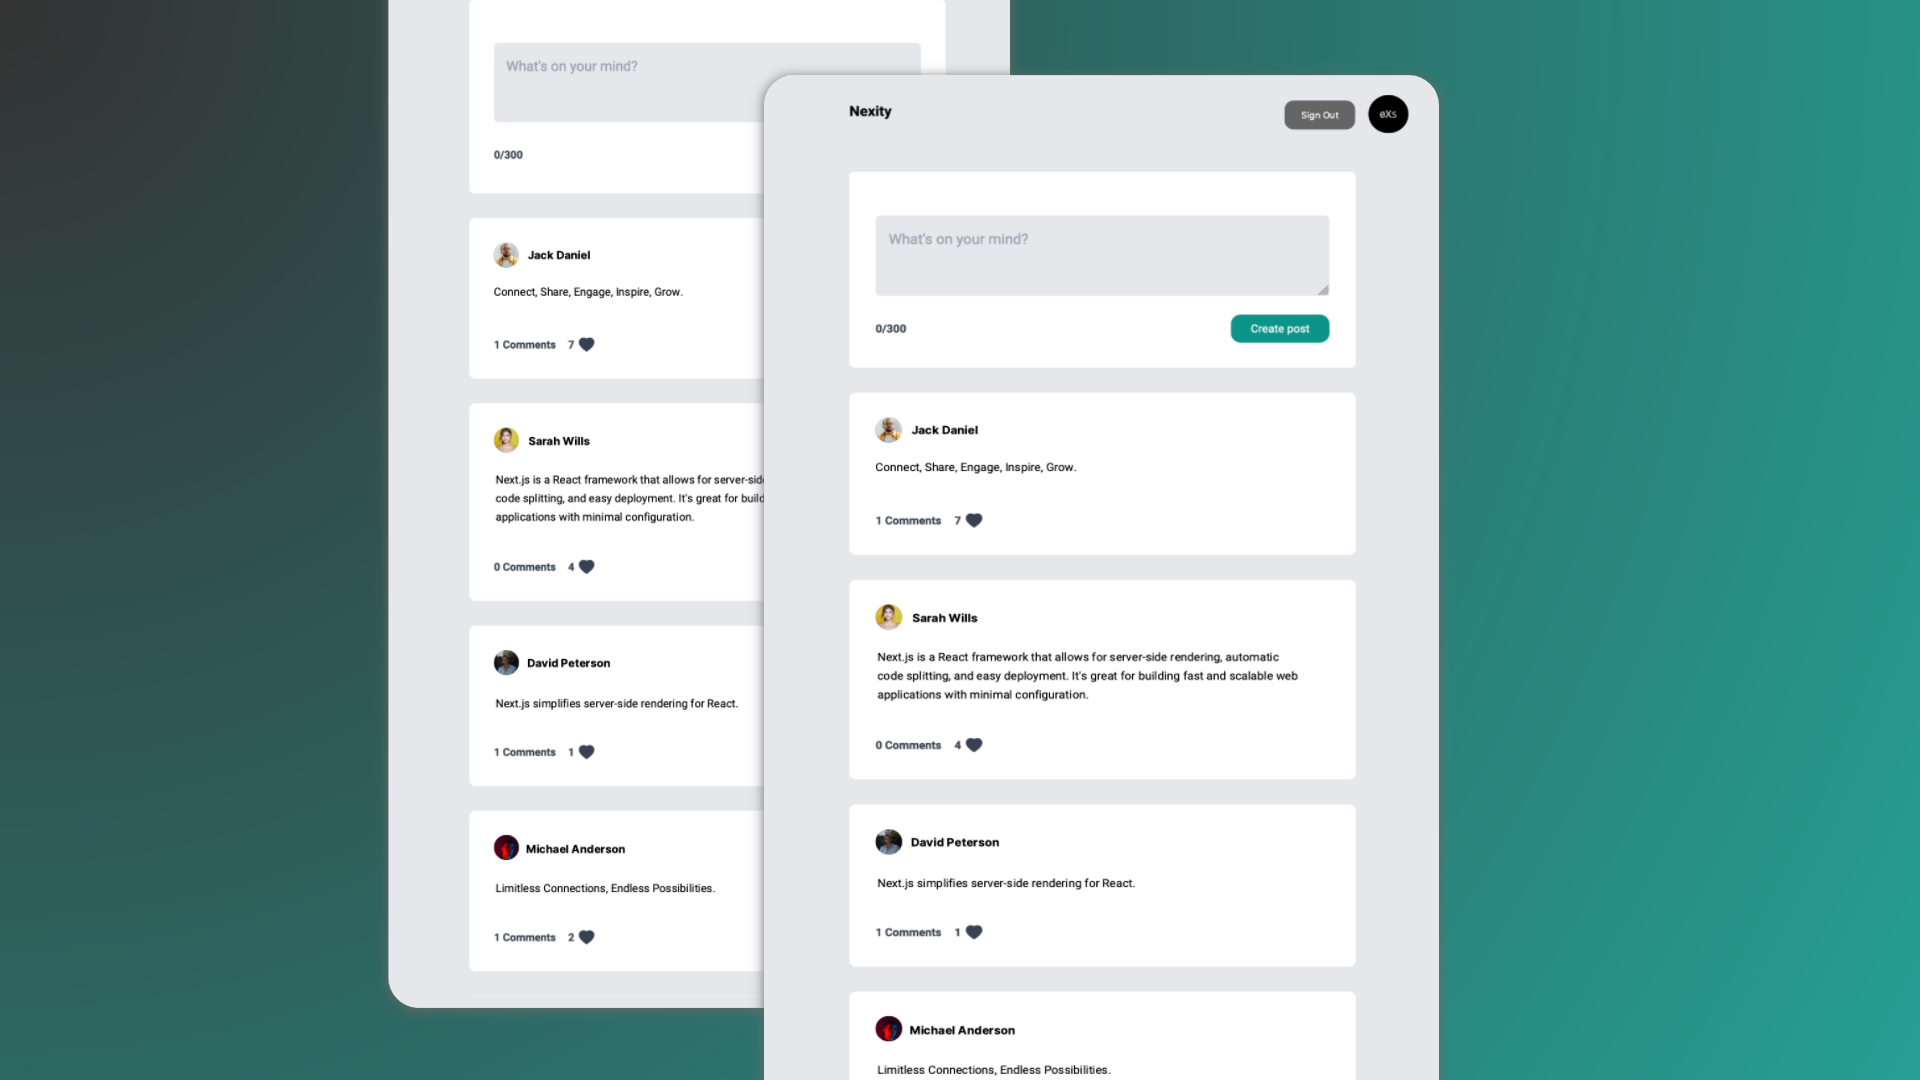 What's on your mind?
0/300
Jack Daniel
Connect, Share, Engage, Inspire, Grow.
1 Comments 7
Sarah Wills
Next.js is a React framework that allows for server-sid
code splitting, and easy deployment. It's great for build
applications with minimal configuration.
0 Comments 4
David Peterson
Next.js simplifies server-side rendering for React.
1 Comments 1
Michael Anderson
Limitless Connections, Endless Possibilities.
1 Comments 2
Nexity
Sign Out
eXs
What's on your mind?
0/300
Create post
Jack Daniel
Connect, Share, Engage, Inspire, Grow.
1 Comments 7
Sarah Wills
Next.js is a React framework that allows for server-side rendering, automatic
code splitting, and easy deployment. It's great for building fast and scalable web
applications with minimal configuration.
0 Comments 4
David Peterson
Next.js simplifies server-side rendering for React.
1 Comments 1
Michael Anderson
Limitless Connections, Endless Possibilities.